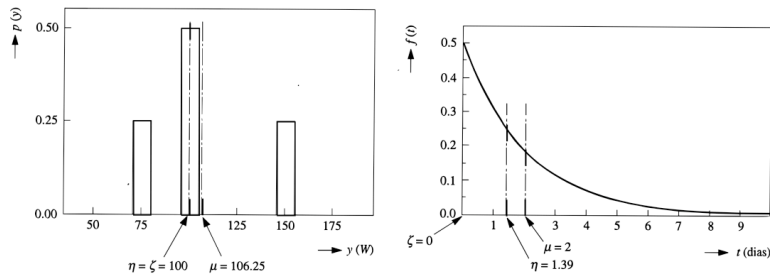 p (y)
0.50
0.25
0.00
50 75 100 125 150 175
y (W)
η = ζ = 100
μ = 106.25
f (t)
0.5
0.4
0.3
0.2
0.1
0.0
1 2 3 4 5 6 7 8 9
t (dias)
ζ = 0
μ = 2
η = 1.39